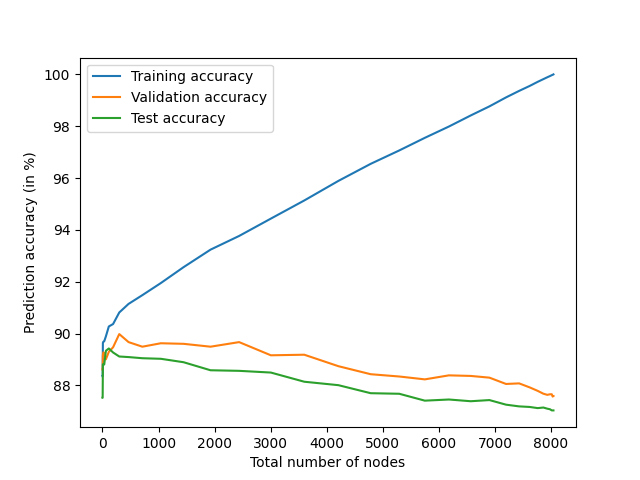 Training accuracy
Validation accuracy
Test accuracy
Prediction accuracy (in %)
100
98
96
94
92
90
88
0 1000 2000 3000 4000 5000 6000 7000 8000
Total number of nodes